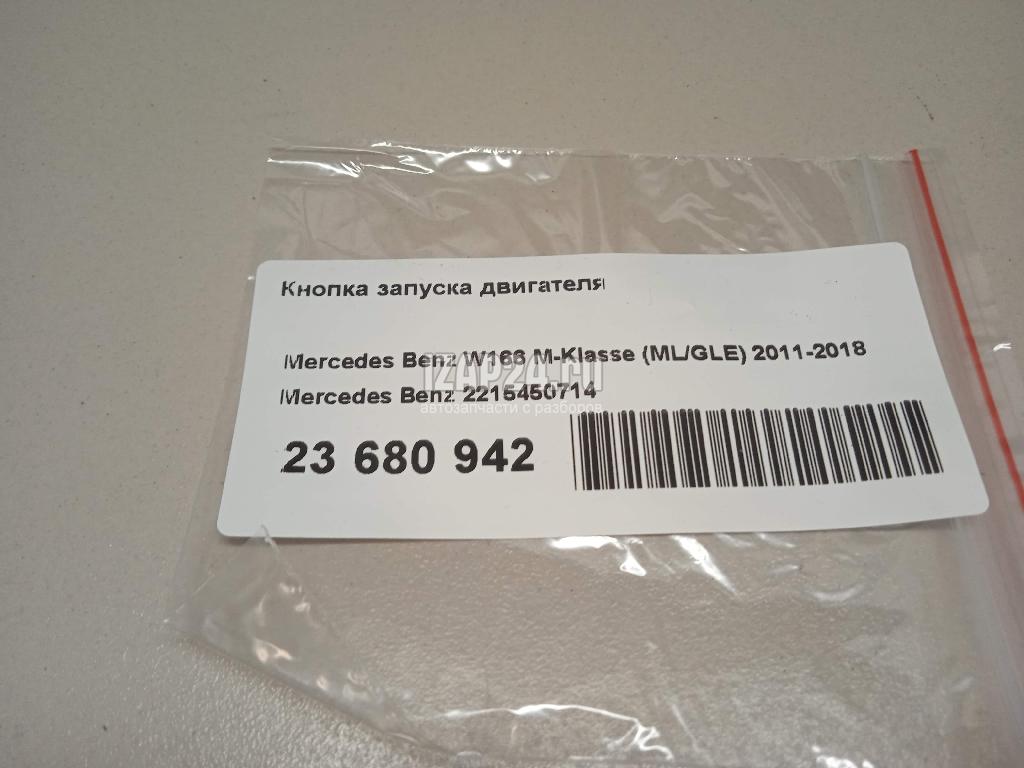 Кнопка запуска двигателя
Mercedes Benz W166 M-Klasse (ML/GLE) 2011-2018
1ZAP24.ru
Mercedes Benz 2215450714
автозапчасти с разборов
23 680 942